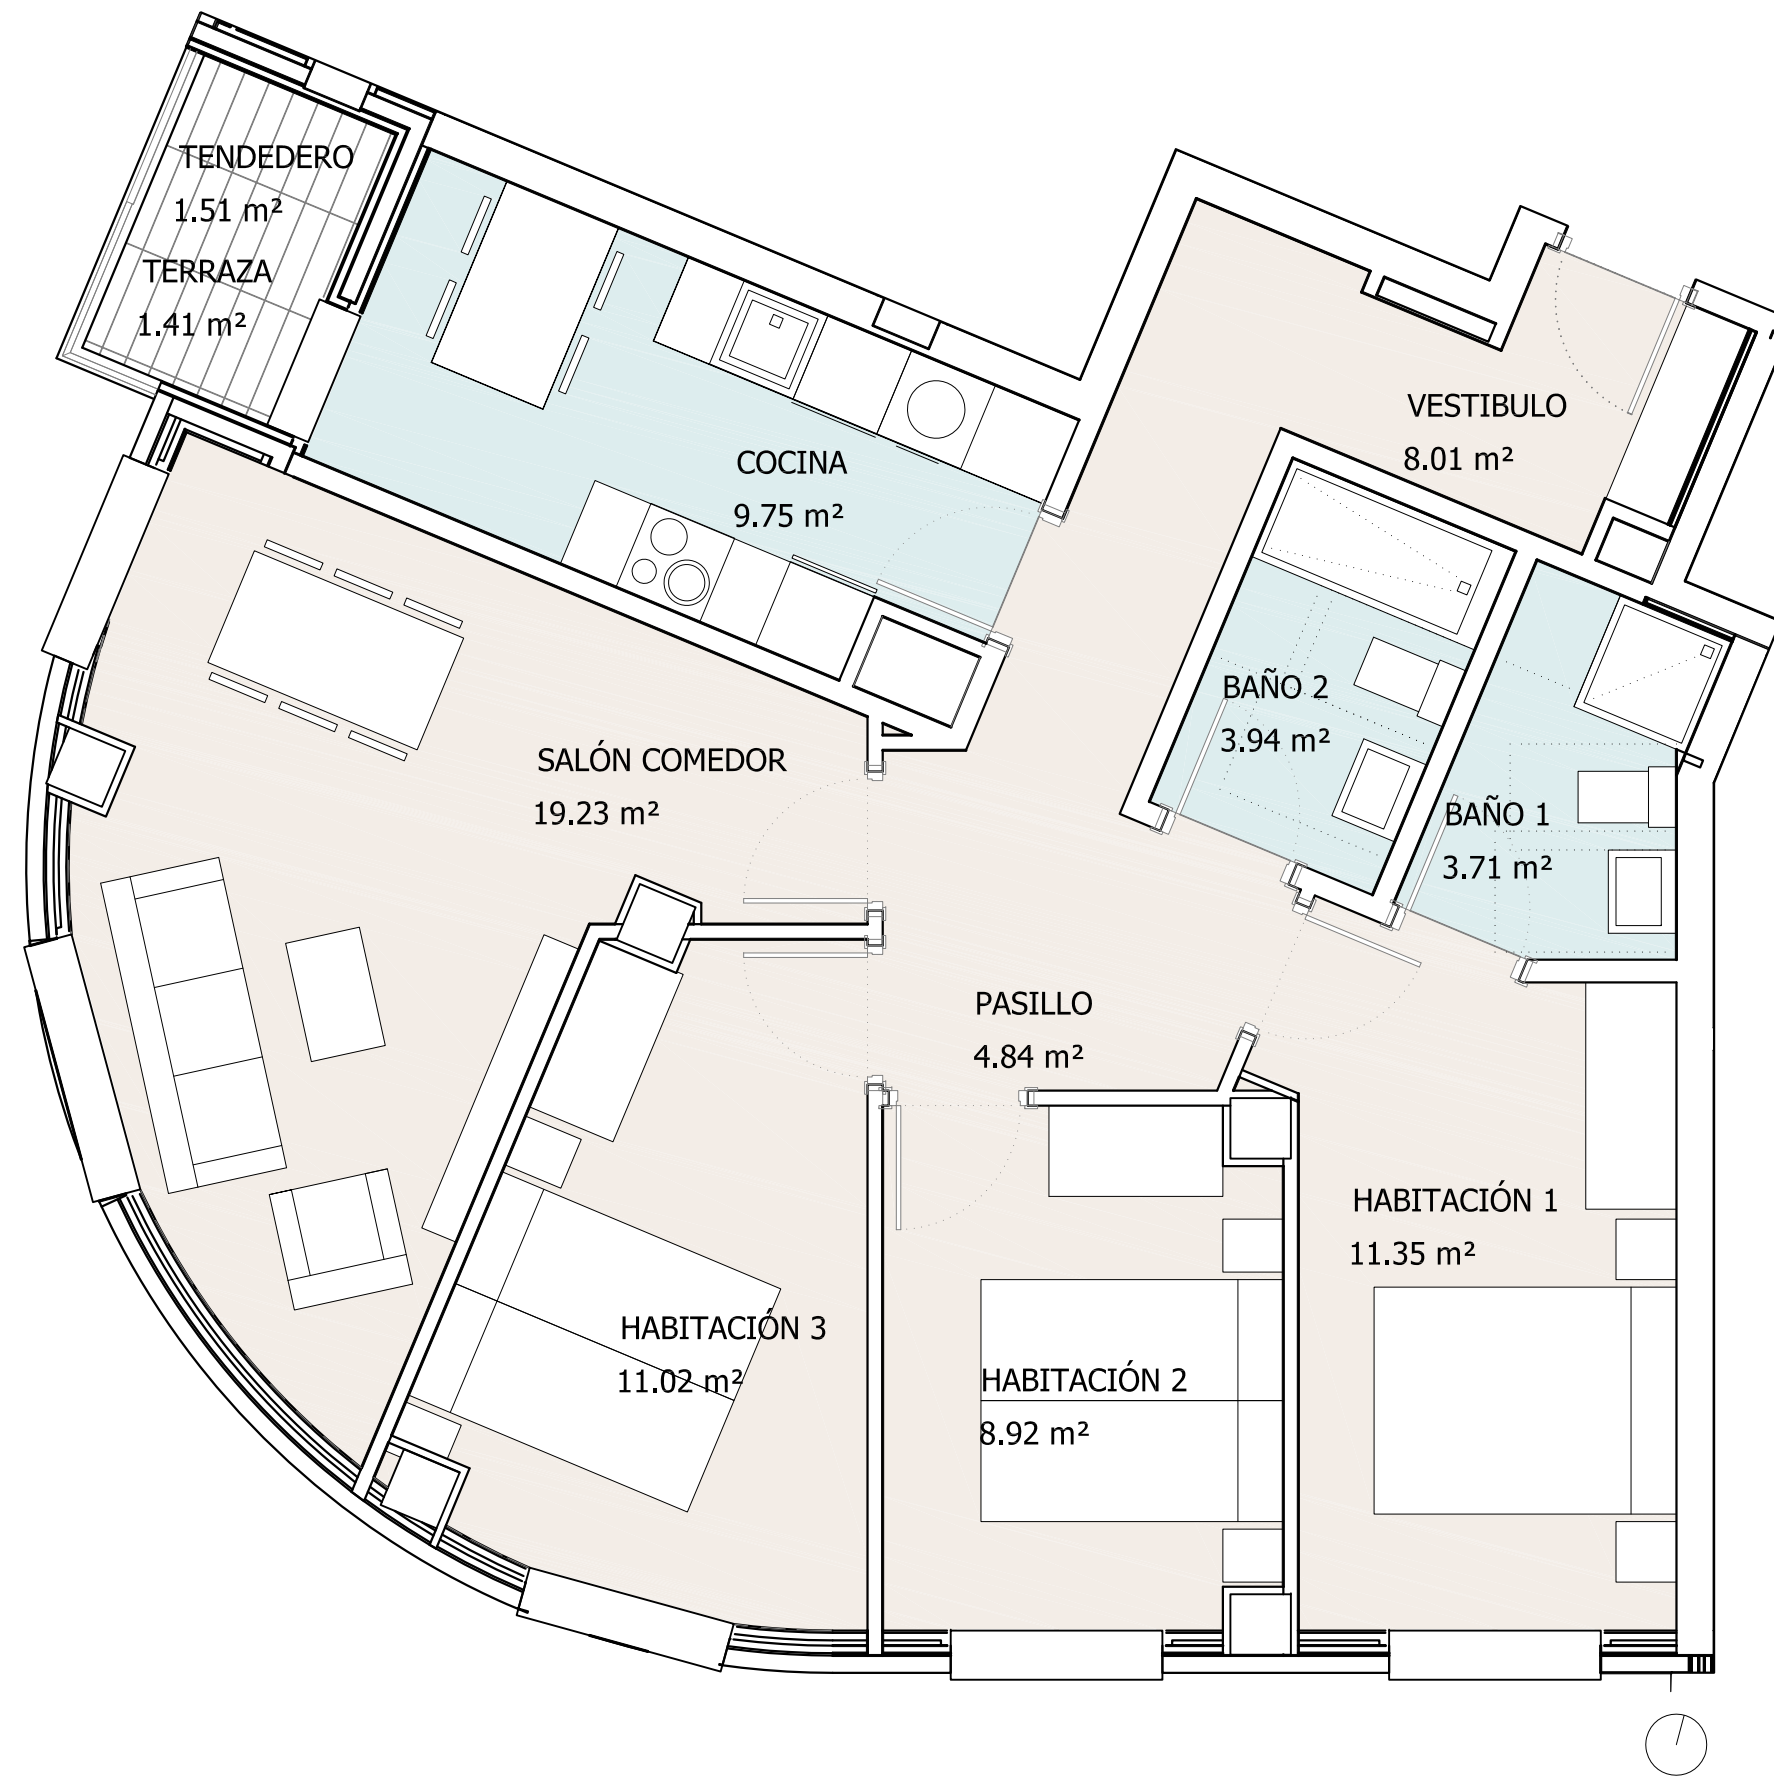 TENDEDERO
1.51 m²
TERRAZA
1.41 m²
COCINA
9.75 m²
VESTIBULO
8.01 m²
BAÑO 2
3.94 m²
BAÑO 1
3.71 m²
SALÓN COMEDOR
19.23 m²
PASILLO
4.84 m²
HABITACIÓN 1
11.35 m²
HABITACIÓN 3
11.02 m²
HABITACIÓN 2
8.92 m²